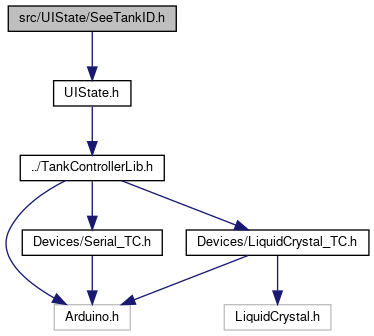 src/UIState/SeeTankID.h
UIState.h
../TankControllerLib.h
Devices/Serial_TC.h
Devices/LiquidCrystal_TC.h
Arduino.h
LiquidCrystal.h